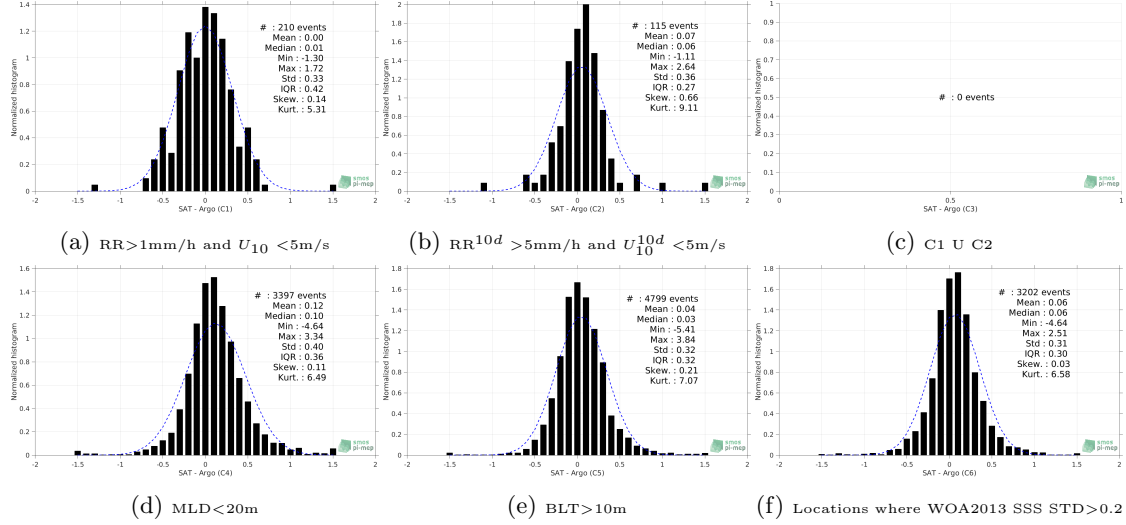 # : 210 events
Mean : 0.00
Median : 0.01
Min : -1.30
Max : 1.72
Std : 0.33
IQR : 0.42
Skew. : 0.14
Kurt. : 5.31
Normalized histogram
0
0.2
0.4
0.6
0.8
1
1.2
1.4
-2
-1.5
-1
-0.5
0
0.5
1
1.5
2
SAT - Argo (C1)
smos
pi-mep
(a) RR>1mm/h and U10 <5m/s
# : 115 events
Mean : 0.07
Median : 0.06
Min : -1.11
Max : 2.64
Std : 0.36
IQR : 0.27
Skew. : 0.66
Kurt. : 9.11
Normalized histogram
0
0.2
0.4
0.6
0.8
1
1.2
1.4
1.6
1.8
2
-2
-1.5
-1
-0.5
0
0.5
1
1.5
2
SAT - Argo (C2)
smos
pi-mep
(b) RR10d >5mm/h and U10d10 <5m/s
# : 0 events
Normalized histogram
0
0.1
0.2
0.3
0.4
0.5
0.6
0.7
0.8
0.9
1
0
0.5
1
SAT - Argo (C3)
smos
pi-mep
(c) C1 U C2
# : 3397 events
Mean : 0.12
Median : 0.10
Min : -4.64
Max : 3.34
Std : 0.40
IQR : 0.36
Skew. : 0.11
Kurt. : 6.49
Normalized histogram
0
0.2
0.4
0.6
0.8
1
1.2
1.4
1.6
-2
-1.5
-1
-0.5
0
0.5
1
1.5
2
SAT - Argo (C4)
smos
pi-mep
(d) MLD<20m
# : 4799 events
Mean : 0.04
Median : 0.03
Min : -5.41
Max : 3.84
Std : 0.32
IQR : 0.32
Skew. : 0.21
Kurt. : 7.07
Normalized histogram
0
0.2
0.4
0.6
0.8
1
1.2
1.4
1.6
1.8
-2
-1.5
-1
-0.5
0
0.5
1
1.5
2
SAT - Argo (C5)
smos
pi-mep
(e) BLT>10m
# : 3202 events
Mean : 0.06
Median : 0.06
Min : -4.64
Max : 2.51
Std : 0.31
IQR : 0.30
Skew. : 0.03
Kurt. : 6.58
Normalized histogram
0
0.2
0.4
0.6
0.8
1
1.2
1.4
1.6
1.8
-2
-1.5
-1
-0.5
0
0.5
1
1.5
2
SAT - Argo (C6)
smos
pi-mep
(f) Locations where WOA2013 SSS STD>0.2